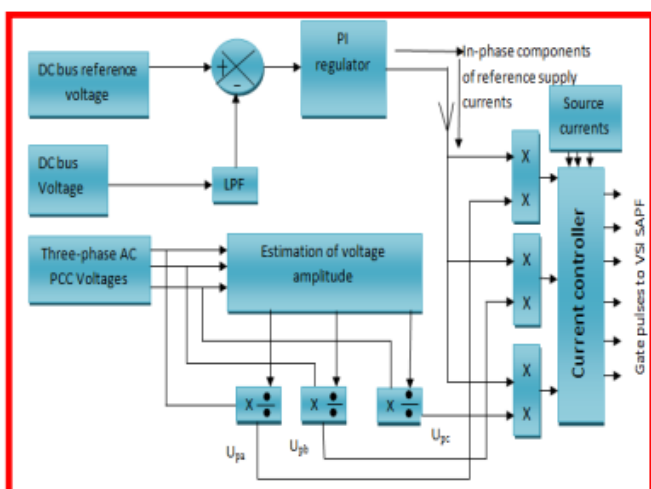 PI
regulator
In-phase components
of reference supply
currents
DC bus reference
voltage
+
-
Source
currents
DC bus
Voltage
LPF
X
X
Three-phase AC
PCC Voltages
Estimation of voltage
amplitude
X
X
Current controller
Gate pulses to VSI SAPF
X
X
X ÷
X ÷
X ÷
Upa
Upb
Upc